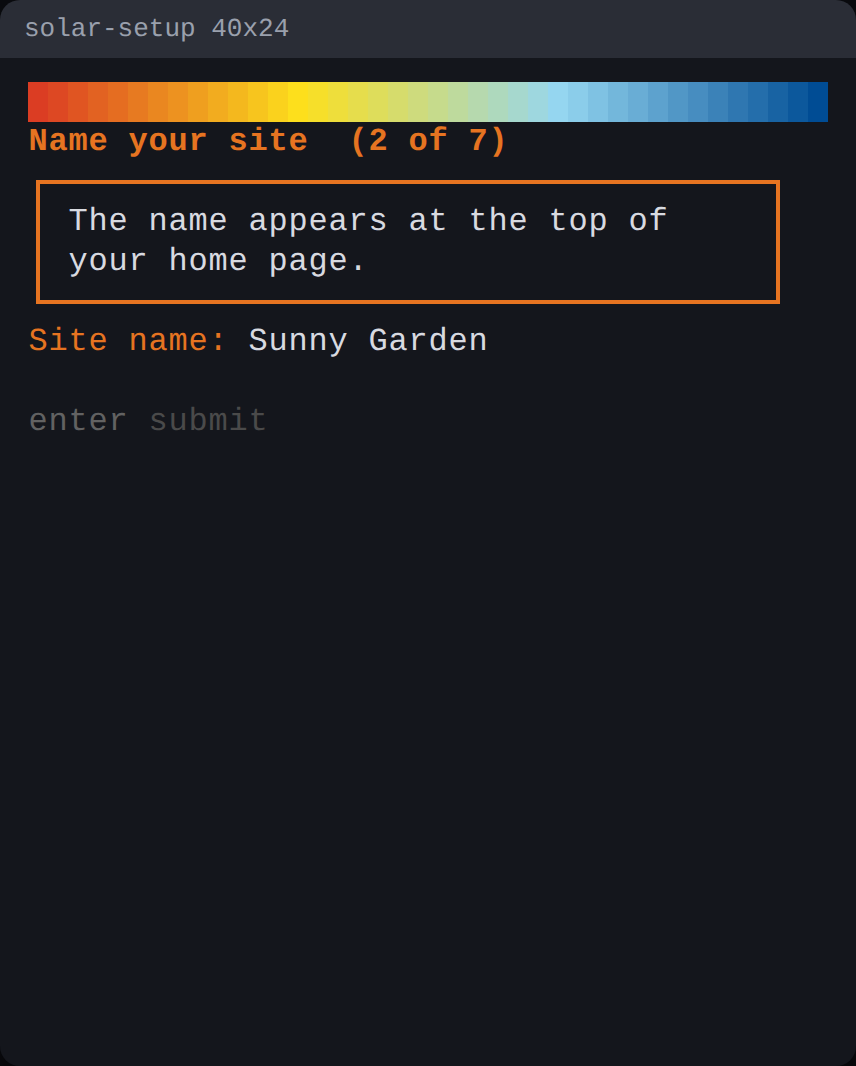 solar-setup 40x24
Name your site  (2 of 7)
The name appears at the top of
your home page.
Site name: Sunny Garden
enter submit